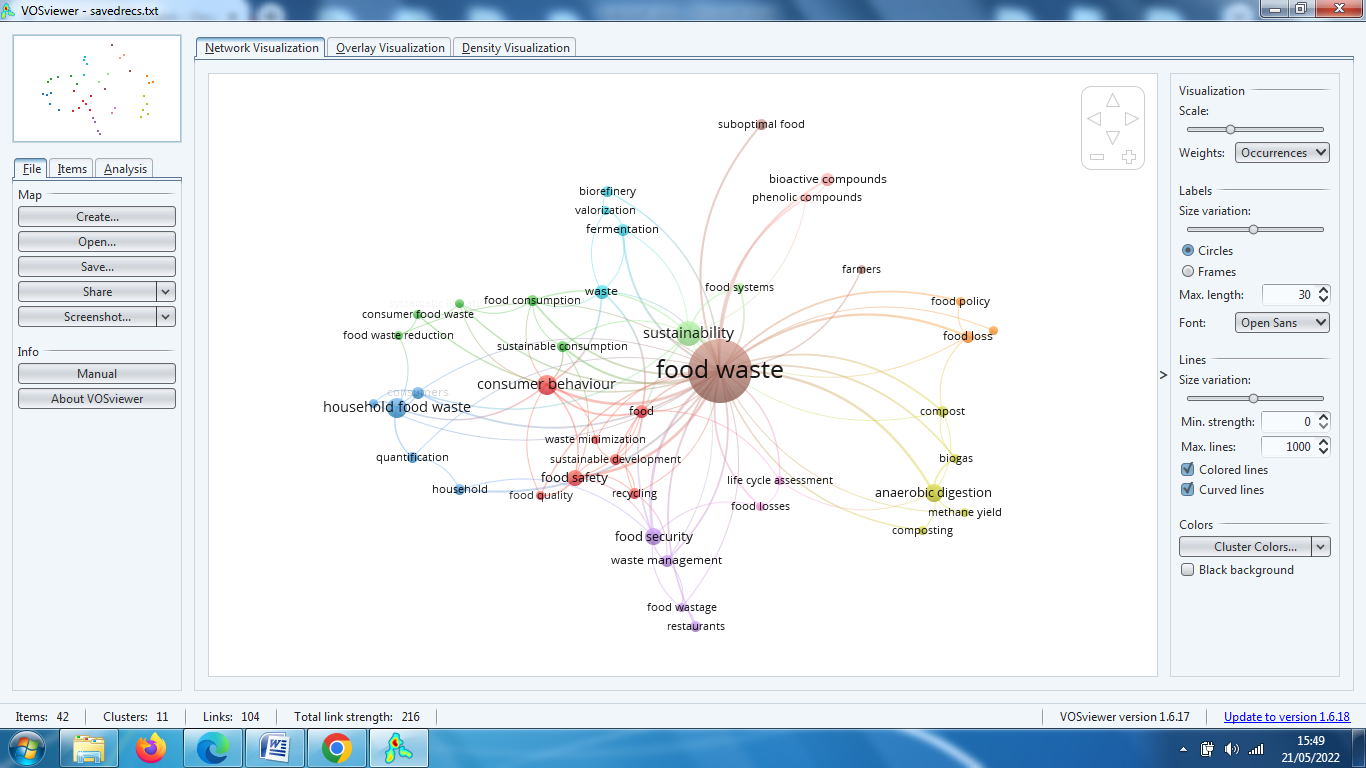 VOSviewer - savedrecs.txt
Network Visualization
Overlay Visualization
Density Visualization
File
Items
Analysis
Map
Create...
Open...
Save...
Share
Screenshot...
Info
Manual
About VOSviewer
suboptimal food
bioactive compounds
phenolic compounds
biorefinery
valorization
fermentation
farmers
waste
food systems
food consumption
consumer food waste
food waste reduction
food policy
food loss
sustainability
sustainable consumption
food waste
consumer behaviour
consumers
household food waste
food
compost
waste minimization
sustainable development
quantification
biogas
food safety
life cycle assessment
household
food quality
recycling
anaerobic digestion
food losses
methane yield
composting
food security
waste management
food wastage
restaurants
Visualization
Scale:
Weights: Occurrences
Labels
Size variation:
Circles
Frames
Max. length: 30
Font: Open Sans
Lines
Size variation:
Min. strength: 0
Max. lines: 1000
Colored lines
Curved lines
Colors
Cluster Colors...
Black background
>
Items: 42
Clusters: 11
Links: 104
Total link strength: 216
VOSviewer version 1.6.17
Update to version 1.6.18
15:49
21/05/2022